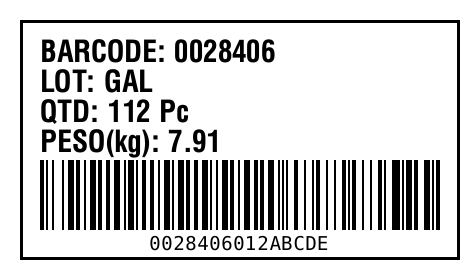 BARCODE: 0028406
LOT: GAL
QTD: 112 Pc
PESO(kg): 7.91
0028406012ABCDE